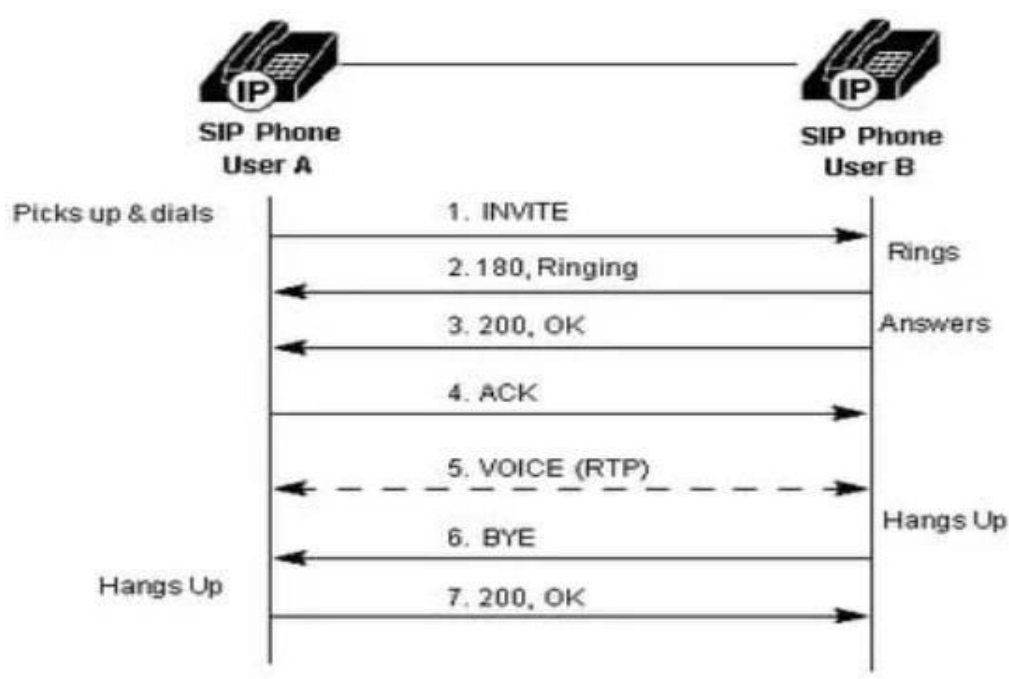 IP
IP
SIP Phone
User A
SIP Phone
User B
Picks up & dials
1. INVITE
Rings
2. 180, Ringing
3. 200, OK
Answers
4. ACK
5. VOICE (RTP)
Hangs Up
6. BYE
Hangs Up
7. 200, OK